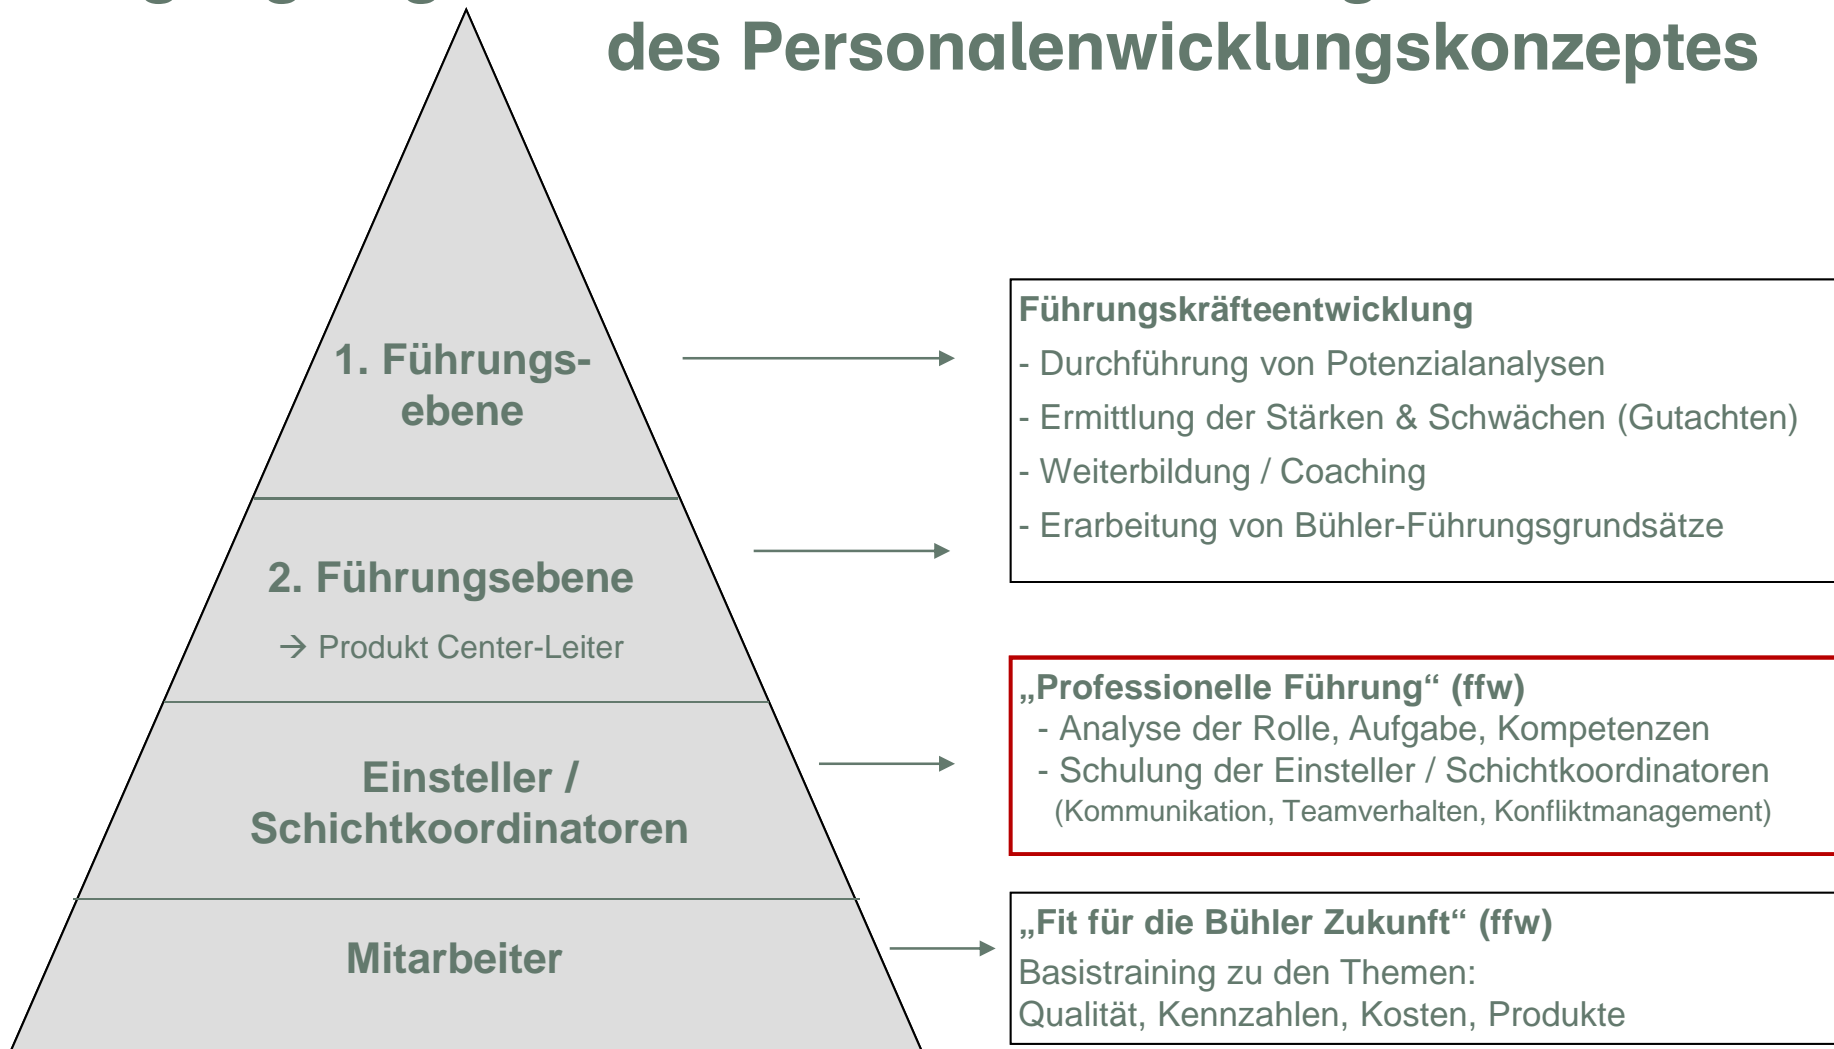 des Personalenwicklungskonzeptes
1. Führungs-
ebene
2. Führungsebene
→ Produkt Center-Leiter
Einsteller /
Schichtkoordinatoren
Mitarbeiter
Führungskräfteentwicklung
- Durchführung von Potenzialanalysen
- Ermittlung der Stärken & Schwächen (Gutachten)
- Weiterbildung / Coaching
- Erarbeitung von Bühler-Führungsgrundsätze
„Professionelle Führung“ (ffw)
- Analyse der Rolle, Aufgabe, Kompetenzen
- Schulung der Einsteller / Schichtkoordinatoren
(Kommunikation, Teamverhalten, Konfliktmanagement)
„Fit für die Bühler Zukunft“ (ffw)
Basistraining zu den Themen:
Qualität, Kennzahlen, Kosten, Produkte